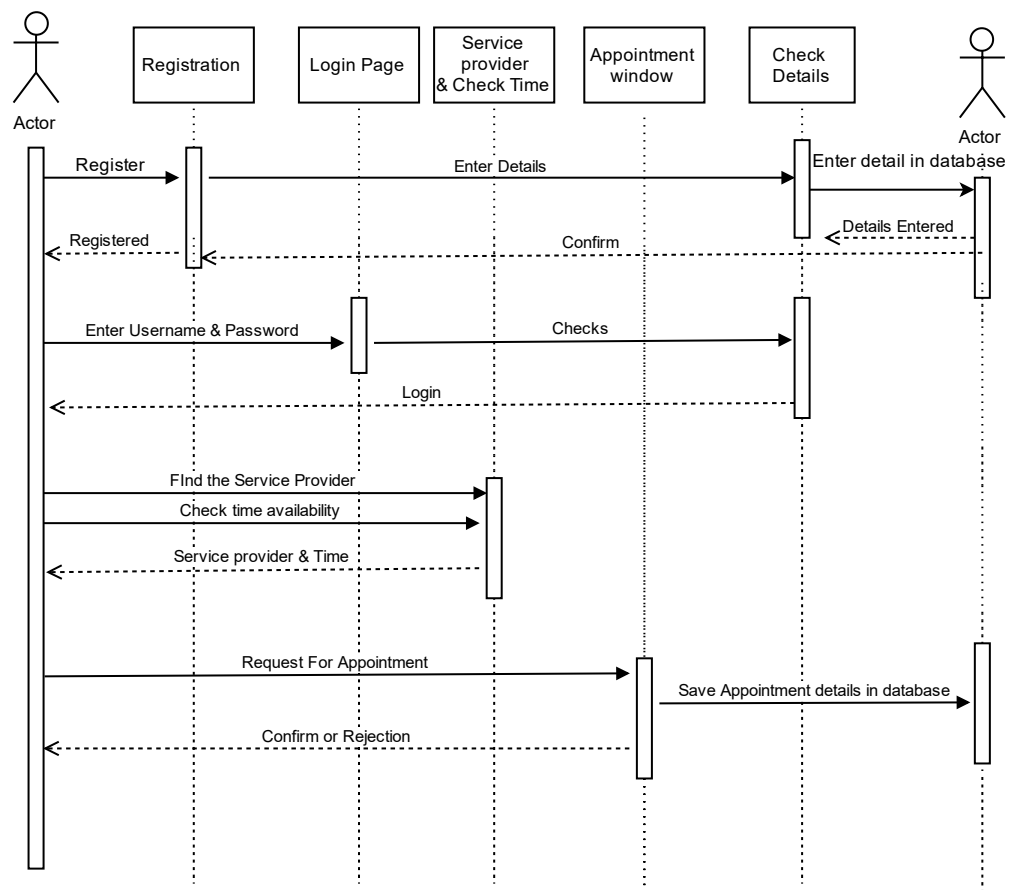 Registration
Login Page
Service
provider
& Check Time
Appointment
window
Check
Details
Actor
Actor
Register
Enter Details
Enter detail in database
Registered
Confirm
Details Entered
Enter Username & Password
Checks
Login
FInd the Service Provider
Check time availability
Service provider & Time
Request For Appointment
Save Appointment details in database
Confirm or Rejection